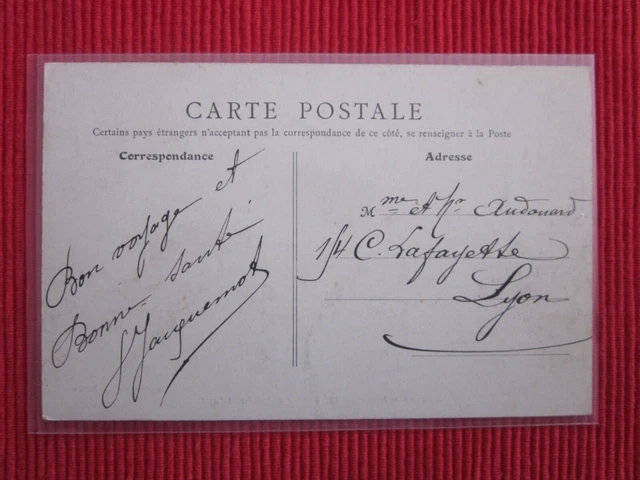 CARTE POSTALE
Certains pays étrangers n'acceptant pas la correspondance de ce côté, se renseigner à la Poste
Correspondance
Bon voyage et
Bonne santé
Jacquemot
Adresse
Mme et Mr Audouard
C. Lafayette
Lyon